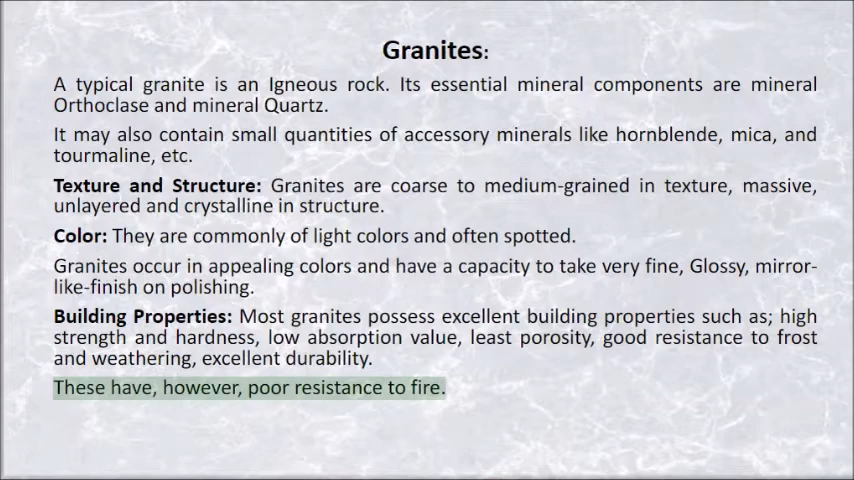 Granites:
A typical granite is an Igneous rock. Its essential mineral components are mineral
Orthoclase and mineral Quartz.
It may also contain small quantities of accessory minerals like hornblende, mica, and
tourmaline, etc.
Texture and Structure: Granites are coarse to medium-grained in texture, massive,
unlayered and crystalline in structure.
Color: They are commonly of light colors and often spotted.
Granites occur in appealing colors and have a capacity to take very fine, Glossy, mirror-
like-finish on polishing.
Building Properties: Most granites possess excellent building properties such as; high
strength and hardness, low absorption value, least porosity, good resistance to frost
and weathering, excellent durability.
These have, however, poor resistance to fire.